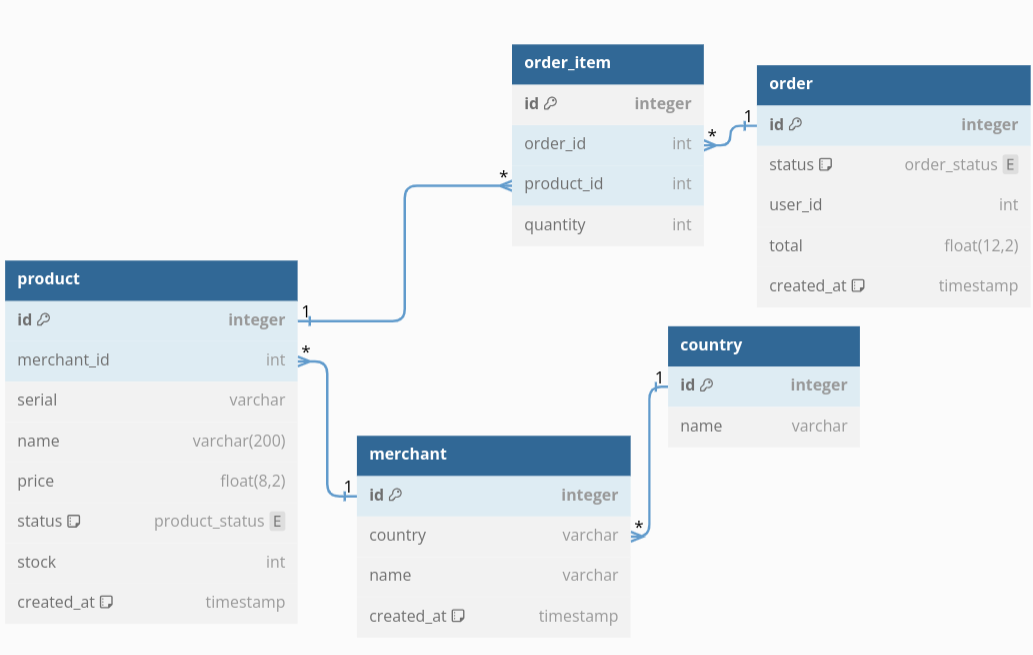 order_item
id integer
order_id int
product_id int
quantity int
order
id integer
status order_status E
user_id int
total float(12,2)
created_at timestamp
* 1
*
product
id integer
merchant_id int
serial varchar
name varchar(200)
price float(8,2)
status product_status E
stock int
created_at timestamp
1
*
country
id integer
name varchar
1
merchant
id integer
country varchar
name varchar
created_at timestamp
1
*